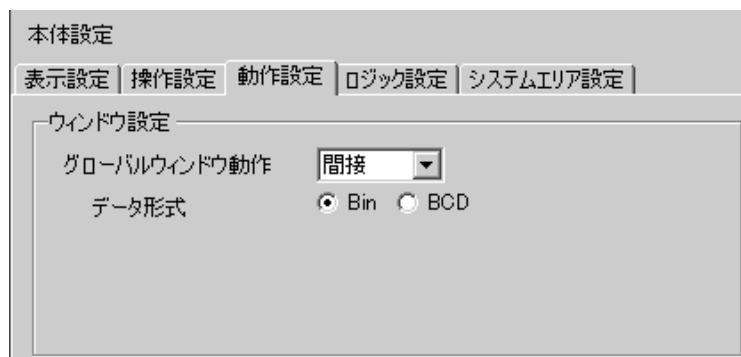 本体設定
表示設定 操作設定 動作設定 ロジック設定 システムエリア設定
ウィンドウ設定
グローバルウィンドウ動作 間接
データ形式 Bin BCD